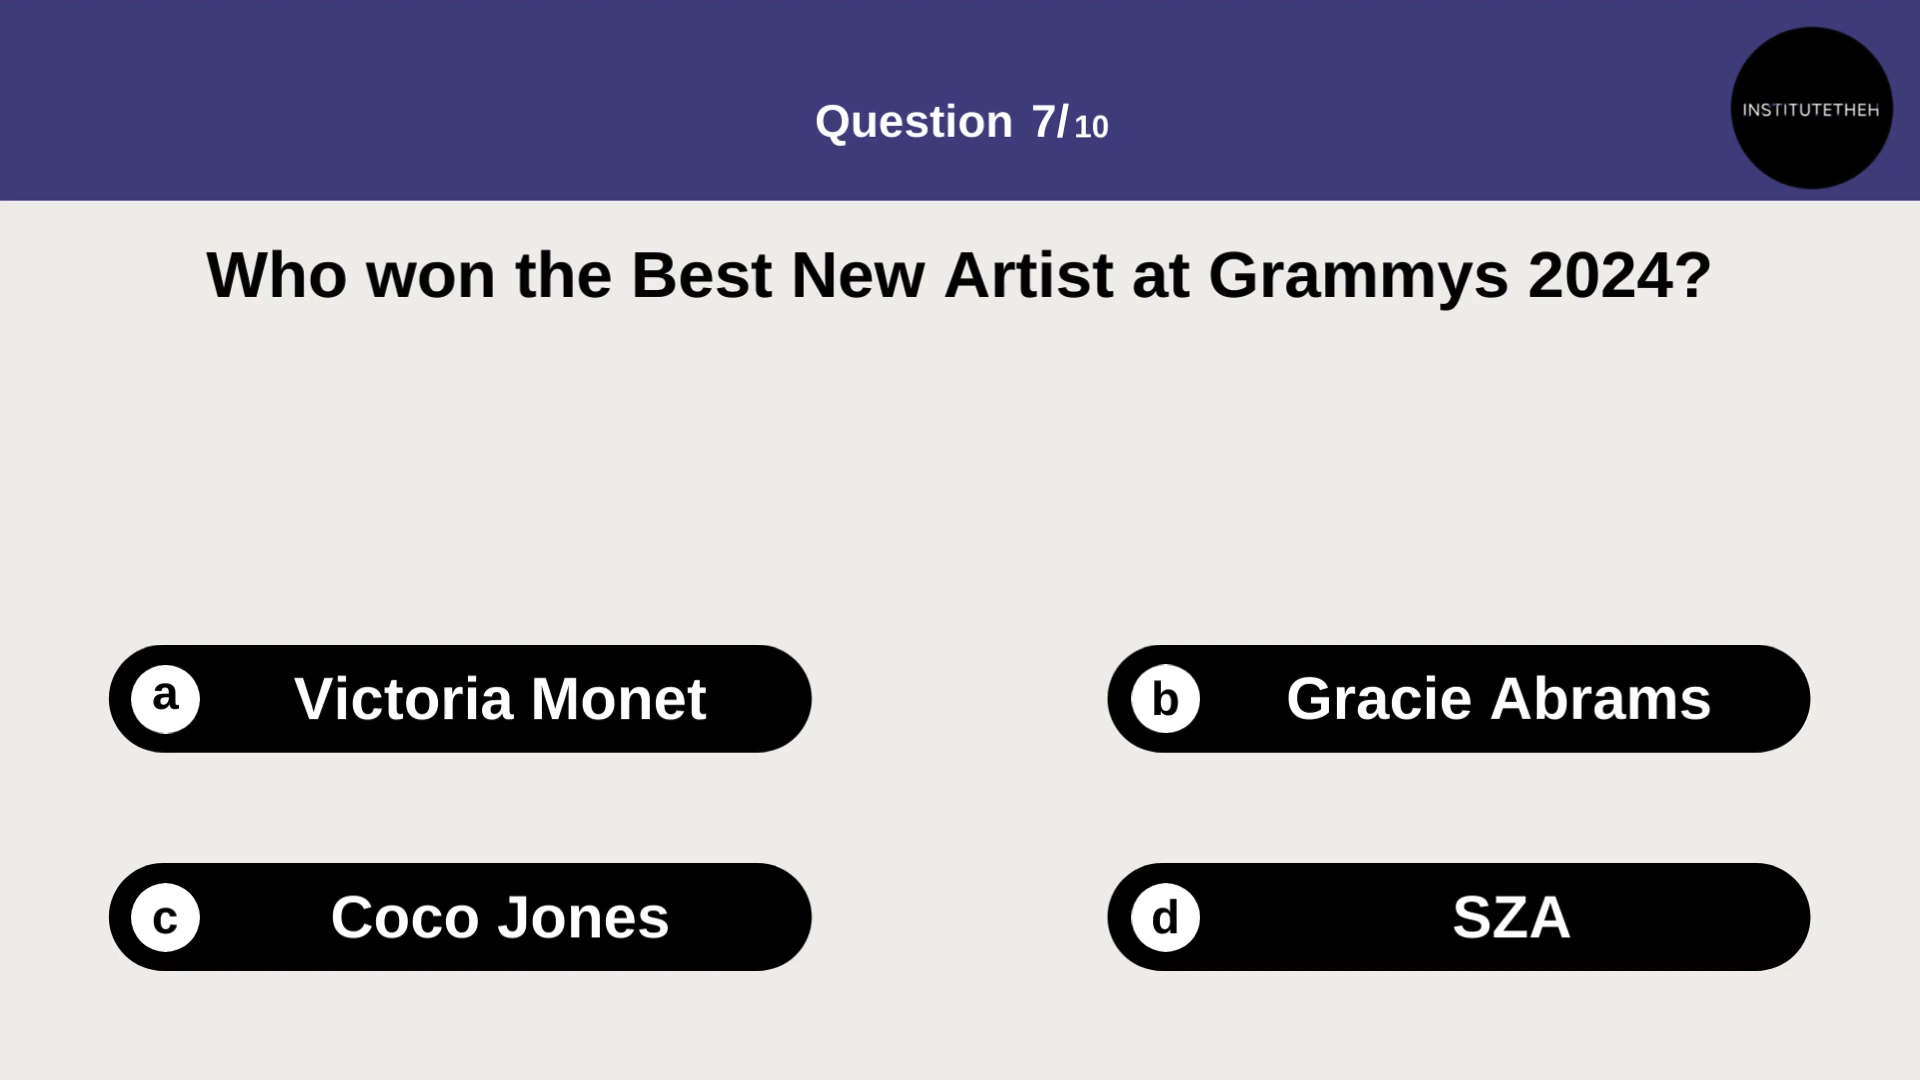 Question 7/10
INSTITUTETHEH
Who won the Best New Artist at Grammys 2024?
a Victoria Monet
b Gracie Abrams
c Coco Jones
d SZA